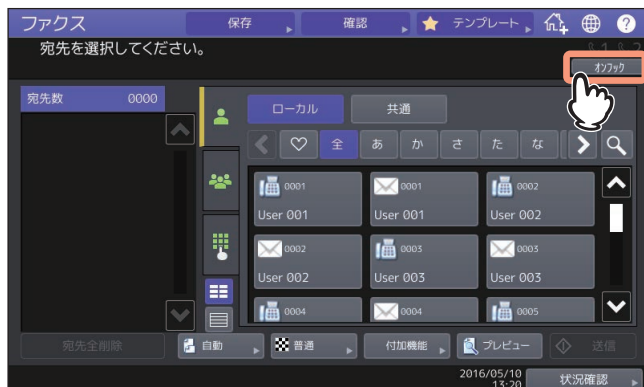 ファクス 保存 確認 テンプレート ?
宛先を選択してください。
オンフック
宛先数 0000
ローカル 共通
全 あ か さ た な
0001 0001 0002
User 001 User 001 User 002
0002 0003 0003
User 002 User 003 User 003
0004 0004 0005
宛先全削除 自動 普通 付加機能 プレビュー 送信
2016/05/10
13:20
状況確認